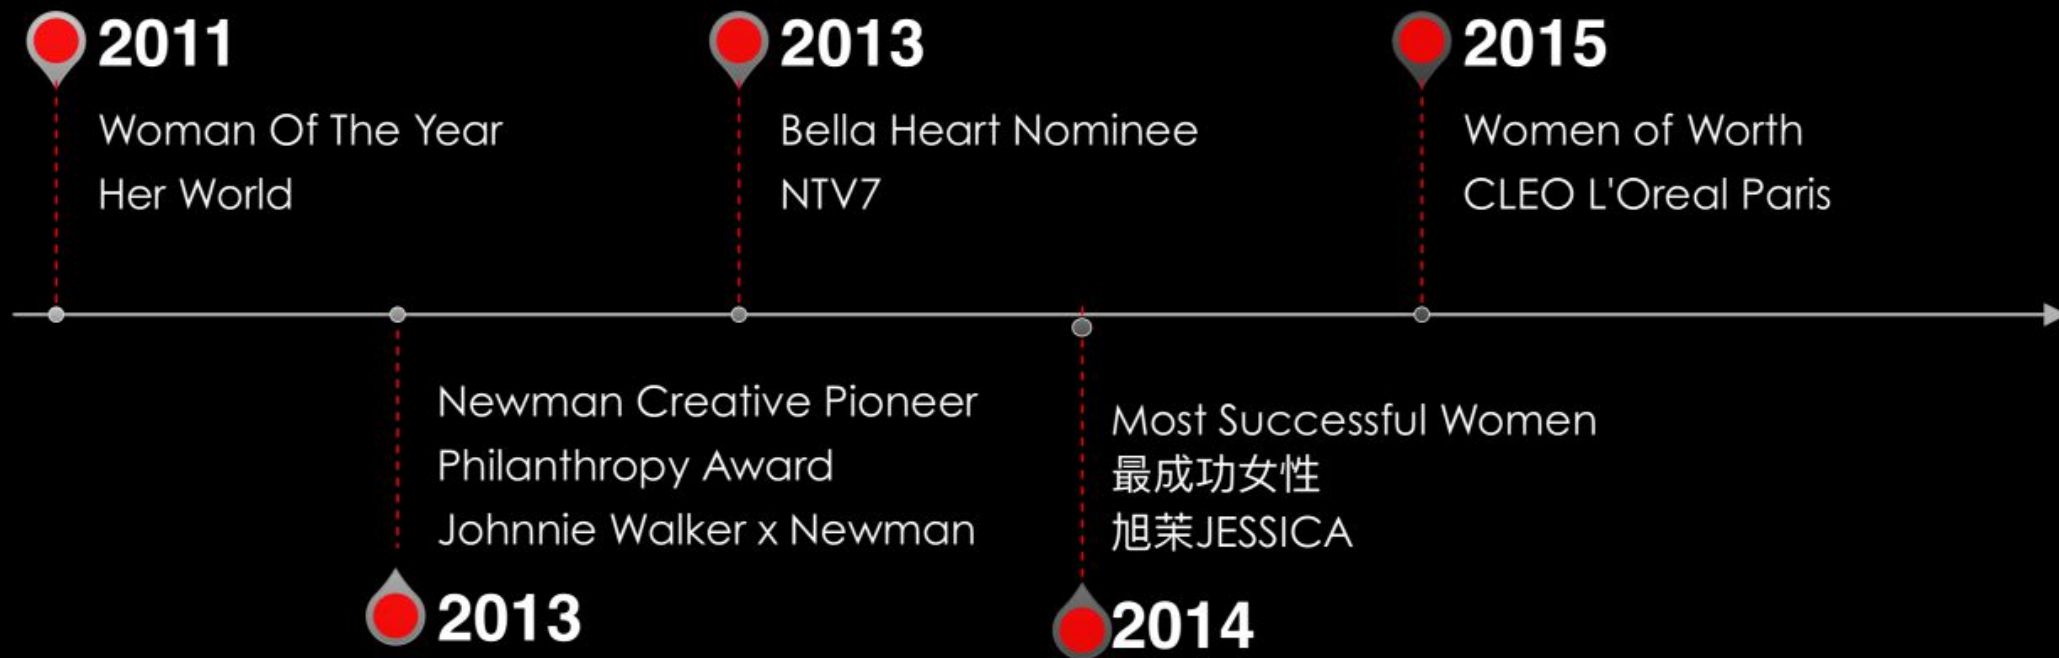 2011
Woman Of The Year
Her World
2013
Newman Creative Pioneer
Philanthropy Award
Johnnie Walker x Newman
2013
Bella Heart Nominee
NTV7
2014
Most Successful Women
最成功女性
旭茉JESSICA
2015
Women of Worth
CLEO L'Oreal Paris